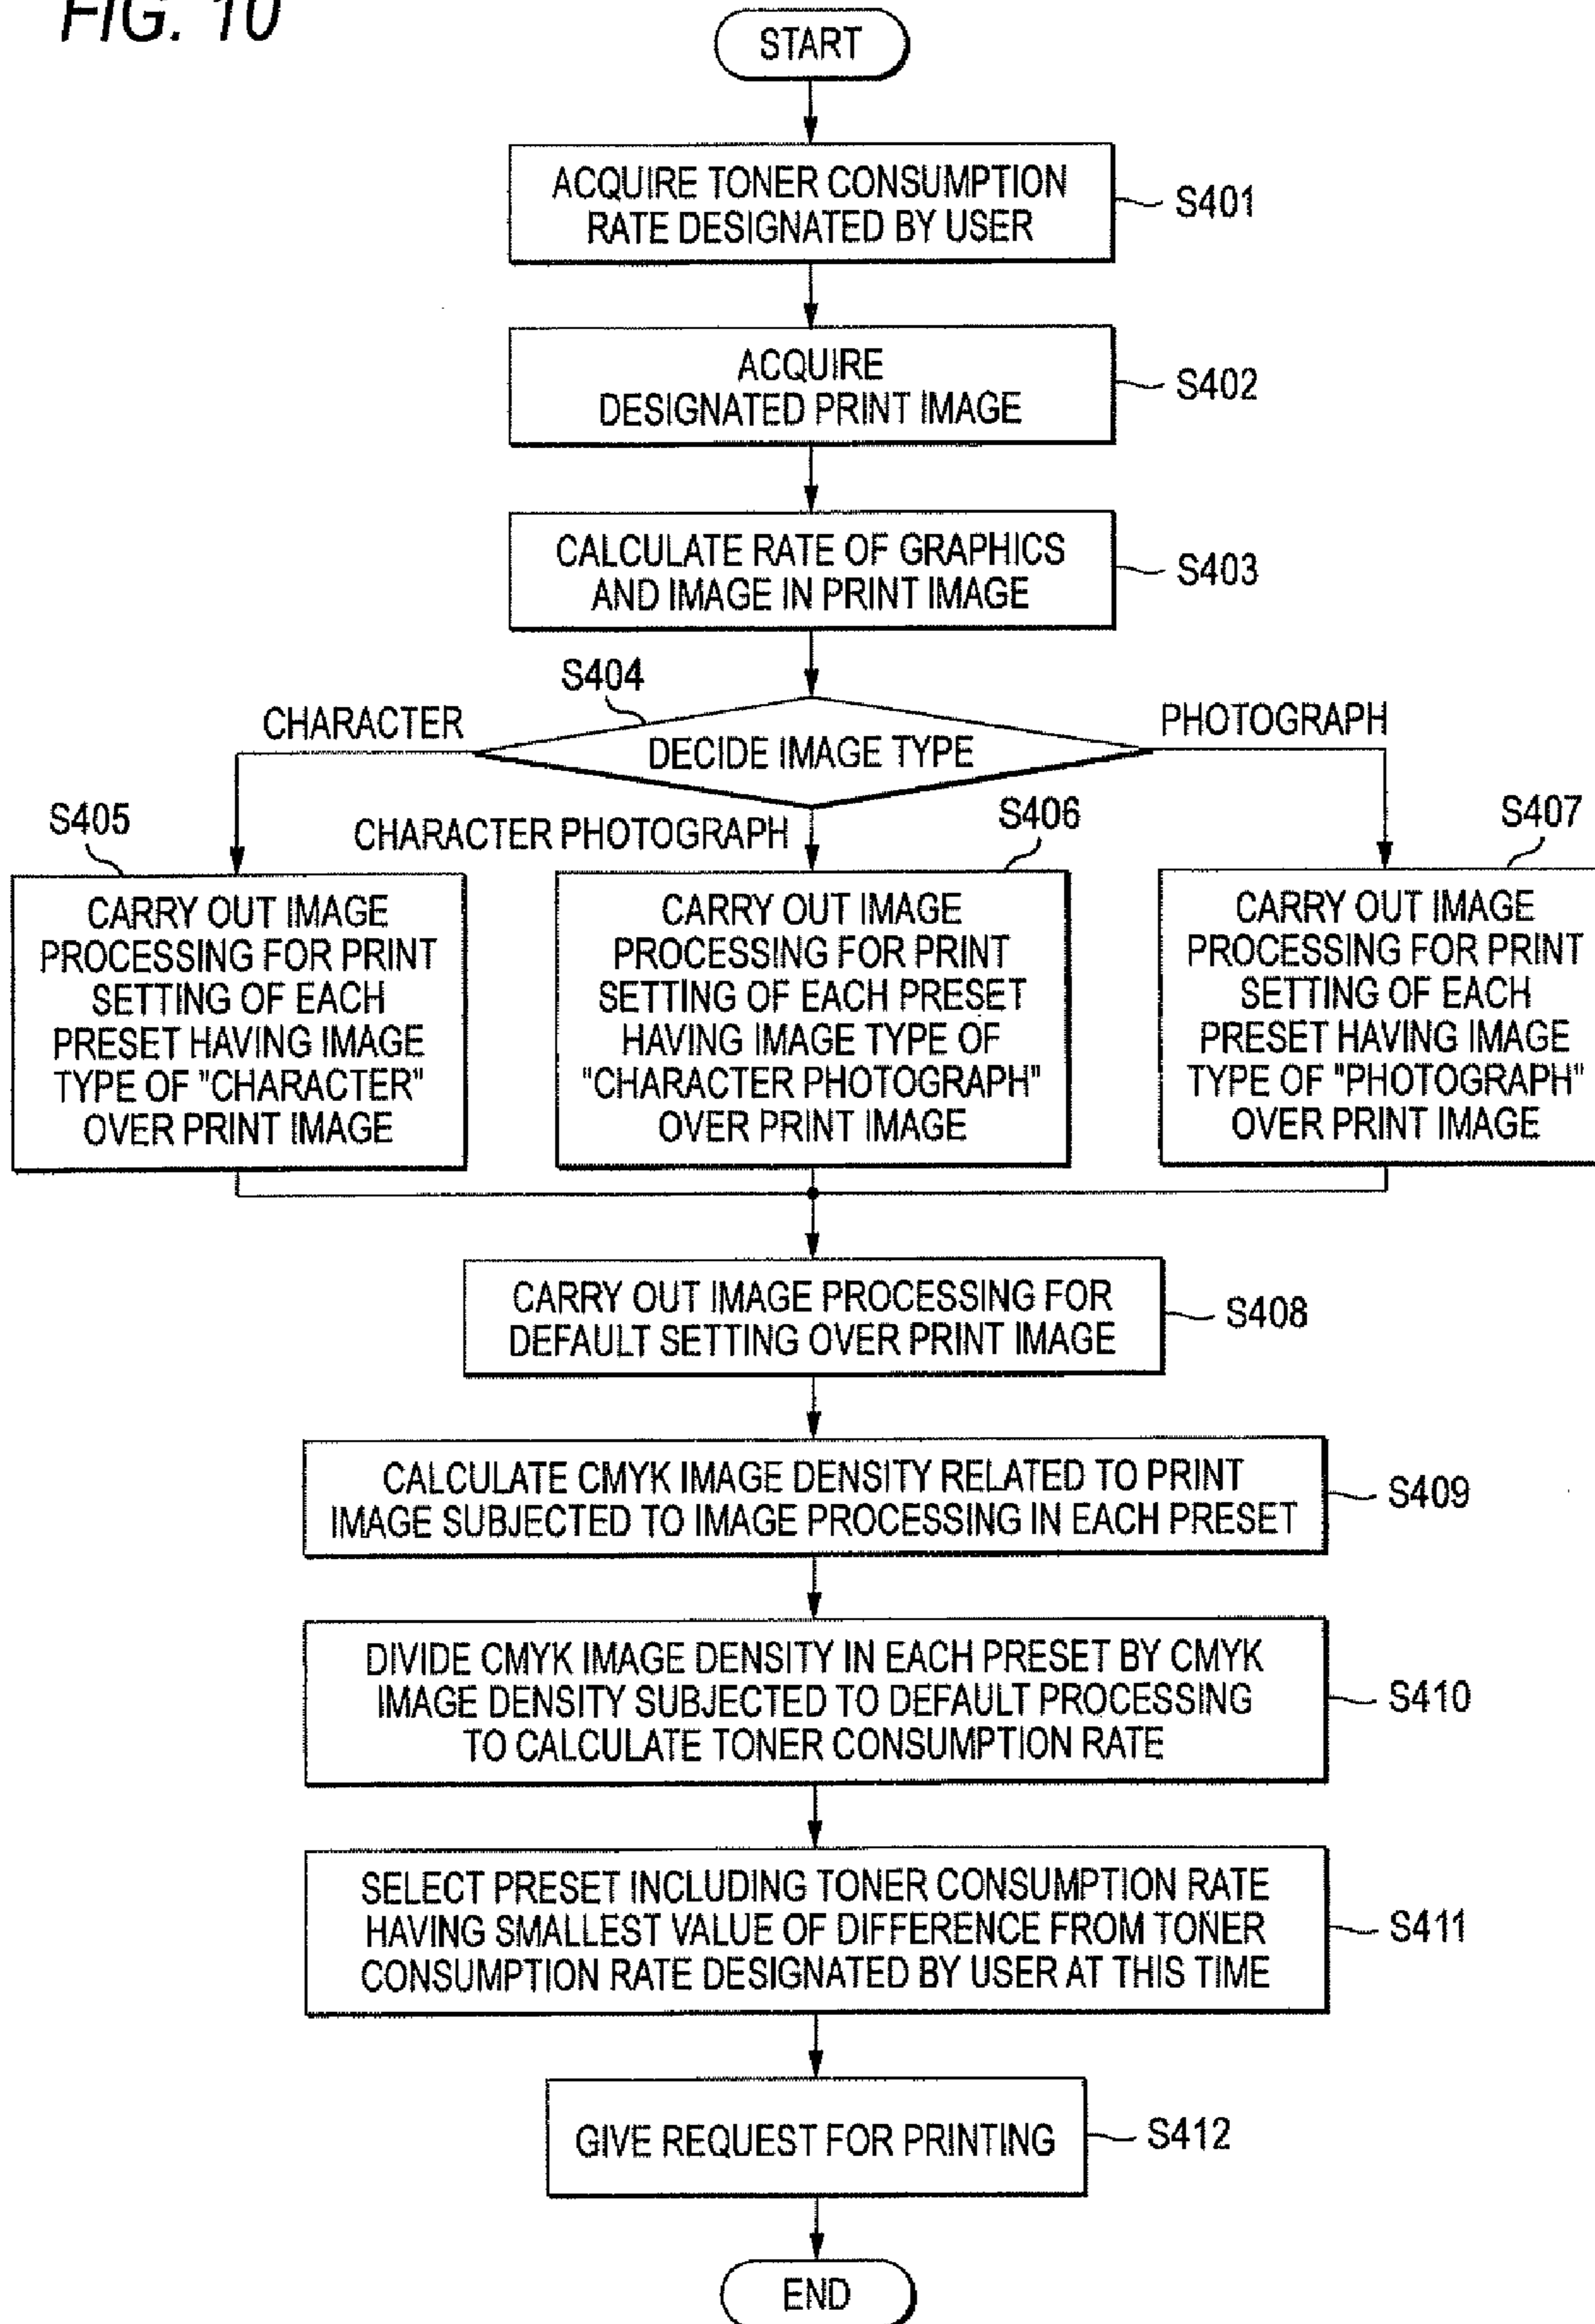 FIG. 10
START
ACQUIRE TONER CONSUMPTION
RATE DESIGNATED BY USER
S401
ACQUIRE
DESIGNATED PRINT IMAGE
S402
CALCULATE RATE OF GRAPHICS
AND IMAGE IN PRINT IMAGE
S403
S404
DECIDE IMAGE TYPE
CHARACTER
CHARACTER PHOTOGRAPH
PHOTOGRAPH
S405
CARRY OUT IMAGE
PROCESSING FOR PRINT
SETTING OF EACH
PRESET HAVING IMAGE
TYPE OF "CHARACTER"
OVER PRINT IMAGE
S406
CARRY OUT IMAGE
PROCESSING FOR PRINT
SETTING OF EACH PRESET
HAVING IMAGE TYPE OF
"CHARACTER PHOTOGRAPH"
OVER PRINT IMAGE
S407
CARRY OUT IMAGE
PROCESSING FOR PRINT
SETTING OF EACH
PRESET HAVING IMAGE
TYPE OF "PHOTOGRAPH"
OVER PRINT IMAGE
CARRY OUT IMAGE PROCESSING FOR
DEFAULT SETTING OVER PRINT IMAGE
S408
CALCULATE CMYK IMAGE DENSITY RELATED TO PRINT
IMAGE SUBJECTED TO IMAGE PROCESSING IN EACH PRESET
S409
DIVIDE CMYK IMAGE DENSITY IN EACH PRESET BY CMYK
IMAGE DENSITY SUBJECTED TO DEFAULT PROCESSING
TO CALCULATE TONER CONSUMPTION RATE
S410
SELECT PRESET INCLUDING TONER CONSUMPTION RATE
HAVING SMALLEST VALUE OF DIFFERENCE FROM TONER
CONSUMPTION RATE DESIGNATED BY USER AT THIS TIME
S411
GIVE REQUEST FOR PRINTING
S412
END